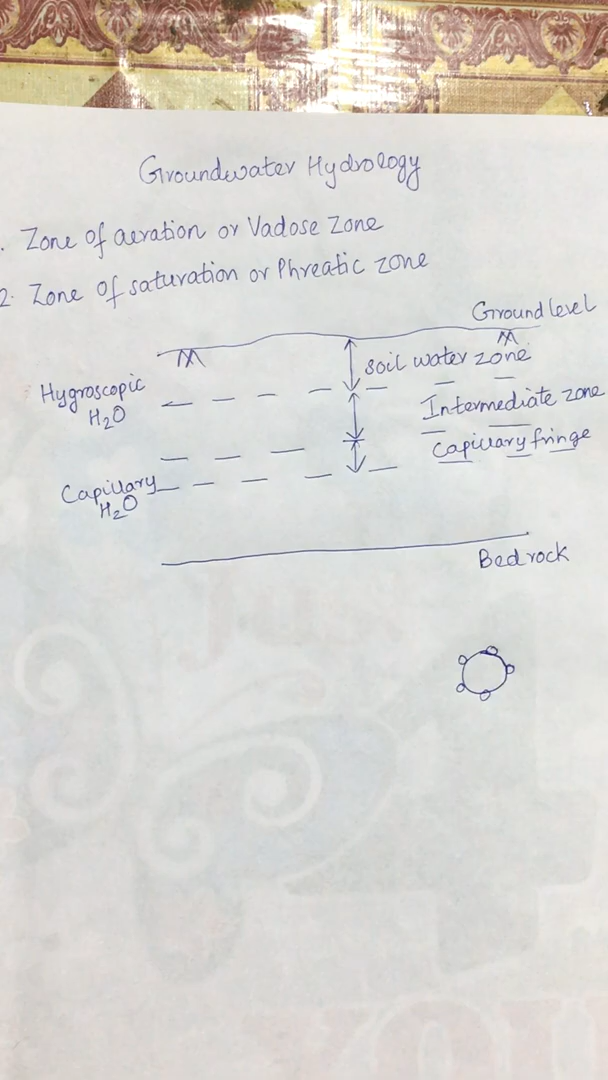 Groundwater Hydrology
. Zone of aeration or Vadose Zone
2. Zone of saturation or Phreatic zone
Ground level
soil water zone
Hygroscopic
H₂O
Intermediate zone
Capillary fringe
Capillary
H₂O
Bedrock